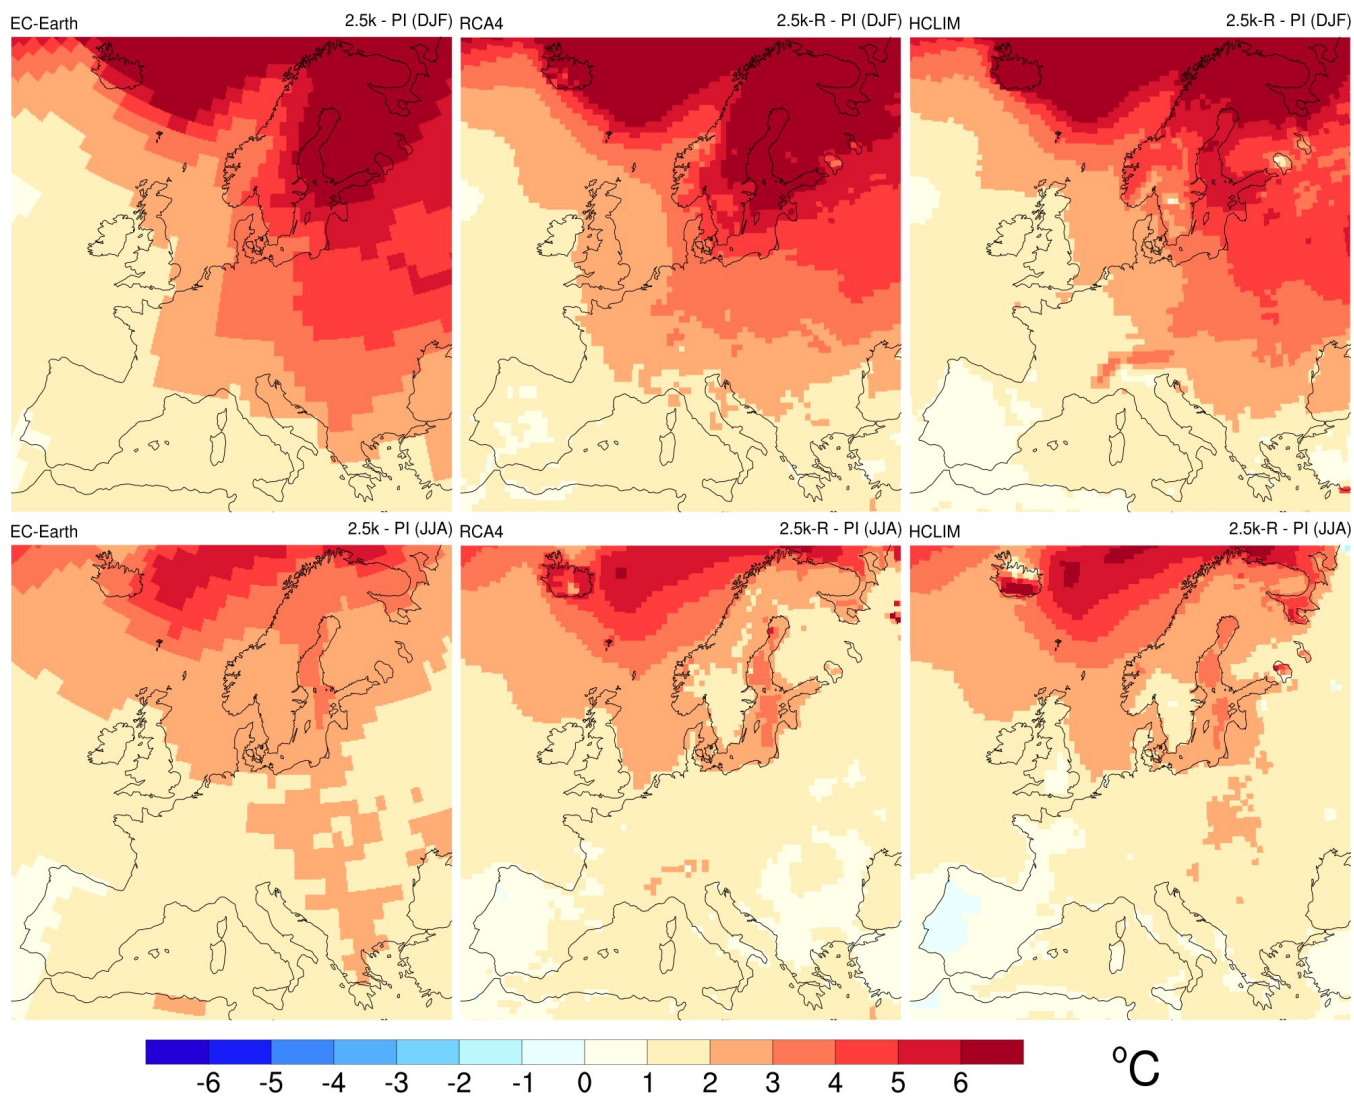 EC-Earth 2.5k - PI (DJF) RCA4 2.5k-R - PI (DJF) HCLIM 2.5k-R - PI (DJF)
EC-Earth 2.5k - PI (JJA) RCA4 2.5k-R - PI (JJA) HCLIM 2.5k-R - PI (JJA)
-6 -5 -4 -3 -2 -1 0 1 2 3 4 5 6 °C